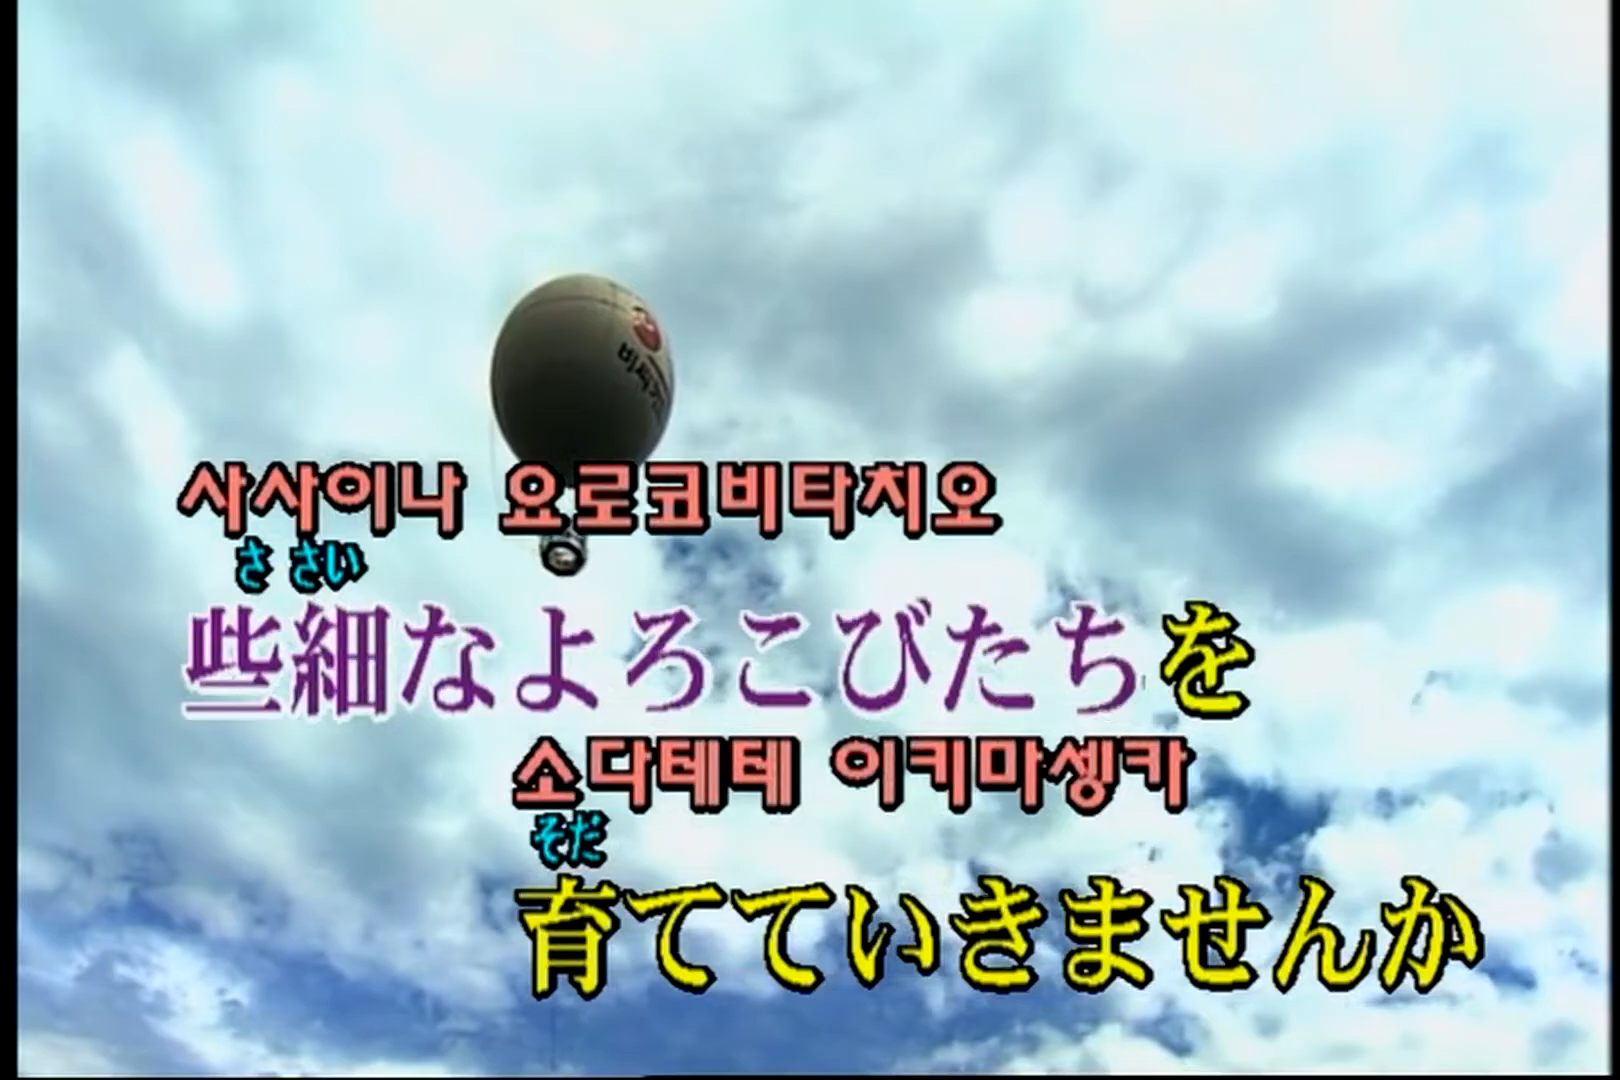 사사이나 요로코비타치오
さ さい
些細なよろこびたちを
소다테테 이키마셍카
そだ
育てていきませんか